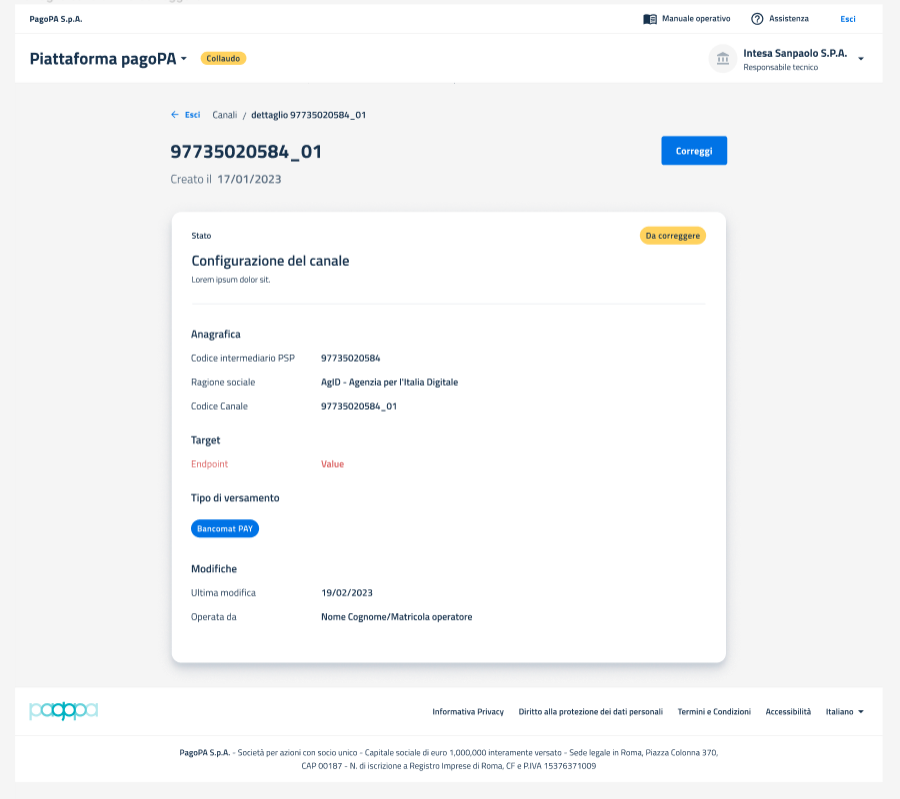 PagoPA S.p.A.
Manuale operativo
Assistenza
Esci
Piattaforma pagoPA
Collaudo
Intesa Sanpaolo S.P.A.
Responsabile tecnico
Esci Canali / dettaglio 97735020584_01
97735020584_01
Correggi
Creato il 17/01/2023
Stato
Da correggere
Configurazione del canale
Lorem ipsum dolor sit.
Anagrafica
Codice intermediario PSP 97735020584
Ragione sociale AgID - Agenzia per l'Italia Digitale
Codice Canale 97735020584_01
Target
Endpoint Value
Tipo di versamento
Bancomat PAY
Modifiche
Ultima modifica 19/02/2023
Operata da Nome Cognome/Matricola operatore
pagopa
Informativa Privacy Diritto alla protezione dei dati personali Termini e Condizioni Accessibilità Italiano
PagoPA S.p.A. - Società per azioni con socio unico - Capitale sociale di euro 1,000,000 interamente versato - Sede legale in Roma, Piazza Colonna 370,
CAP 00187 - N. di iscrizione a Registro Imprese di Roma, CF e P.IVA 15376371009